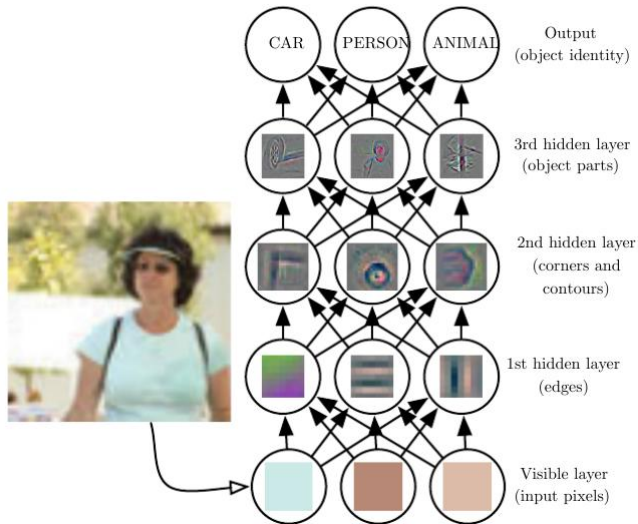 CAR
PERSON
ANIMAL
Output
(object identity)
3rd hidden layer
(object parts)
2nd hidden layer
(corners and
contours)
1st hidden layer
(edges)
Visible layer
(input pixels)